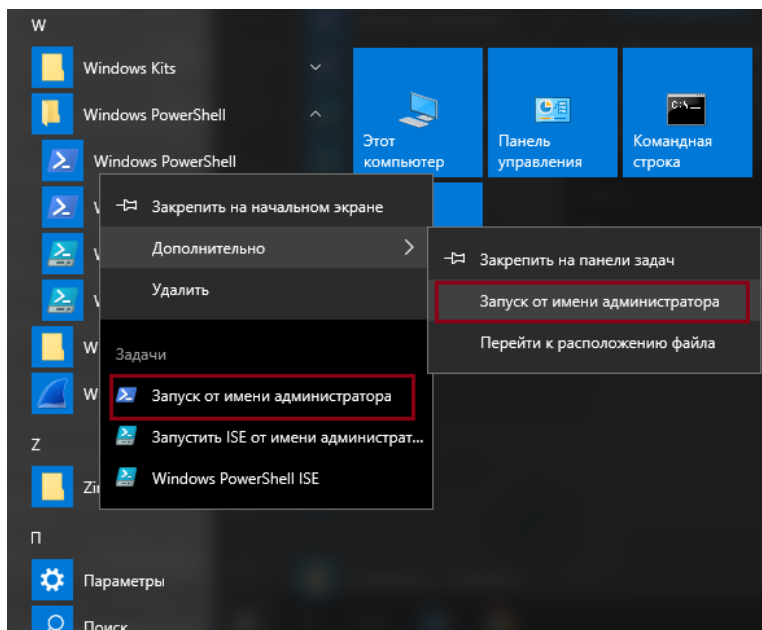 W
Windows Kits
Windows PowerShell
Windows PowerShell
Этот
компьютер
Панель
управления
C:\
Командная
строка
Закрепить на начальном экране
Дополнительно
Удалить
Закрепить на панели задач
Запуск от имени администратора
Перейти к расположению файла
W
W
Задачи
Запуск от имени администратора
Запустить ISE от имени администрат...
Windows PowerShell ISE
Z
П
Параметры
Поиск